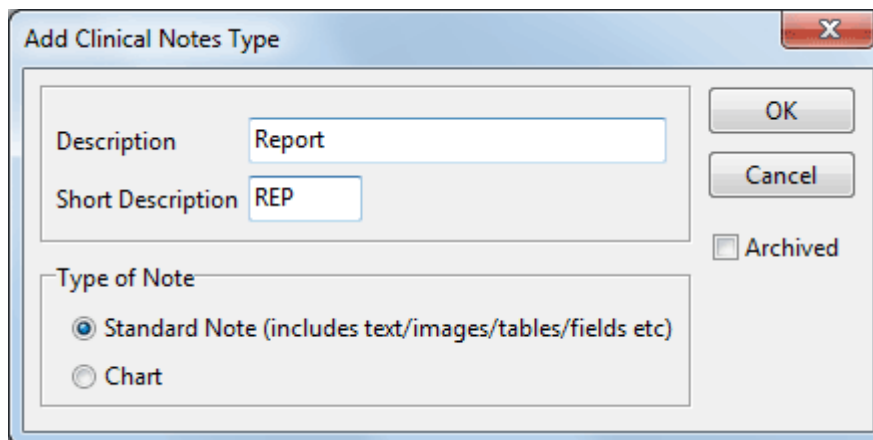 Add Clinical Notes Type
Description Report
Short Description REP
OK
Cancel
Archived
Type of Note
Standard Note (includes text/images/tables/fields etc)
Chart